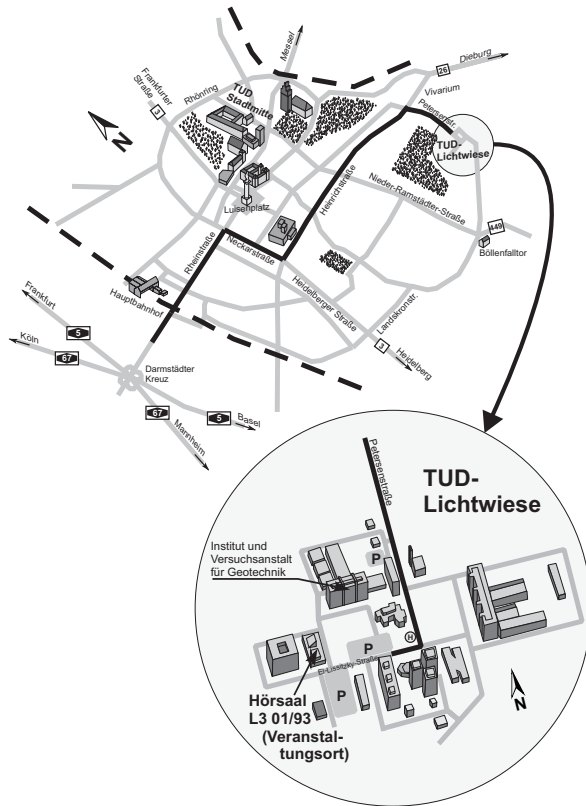 Messel
26
Dieburg
Vivarium
Frankfurter
Straße
3
Rhönring
TUD
Stadtmitte
Petersenstr.
TUD-
Lichtwiese
N
Heinrichstraße
Nieder-Ramstädter-Straße
Luisenplatz
449
Böllenfalltor
Rheinstraße
Neckarstraße
Heidelberger Straße
Landskronstr.
Hauptbahnhof
Frankfurt
5
3
Heidelberg
Köln
67
Darmstädter
Kreuz
67
Mannheim
5
Basel
TUD-
Lichtwiese
Petersenstraße
Institut und
Versuchsanstalt
für Geotechnik
P
H
P
El-Lissitzky-Straße
P
Hörsaal
L3 01/93
(Veranstal-
tungsort)
N